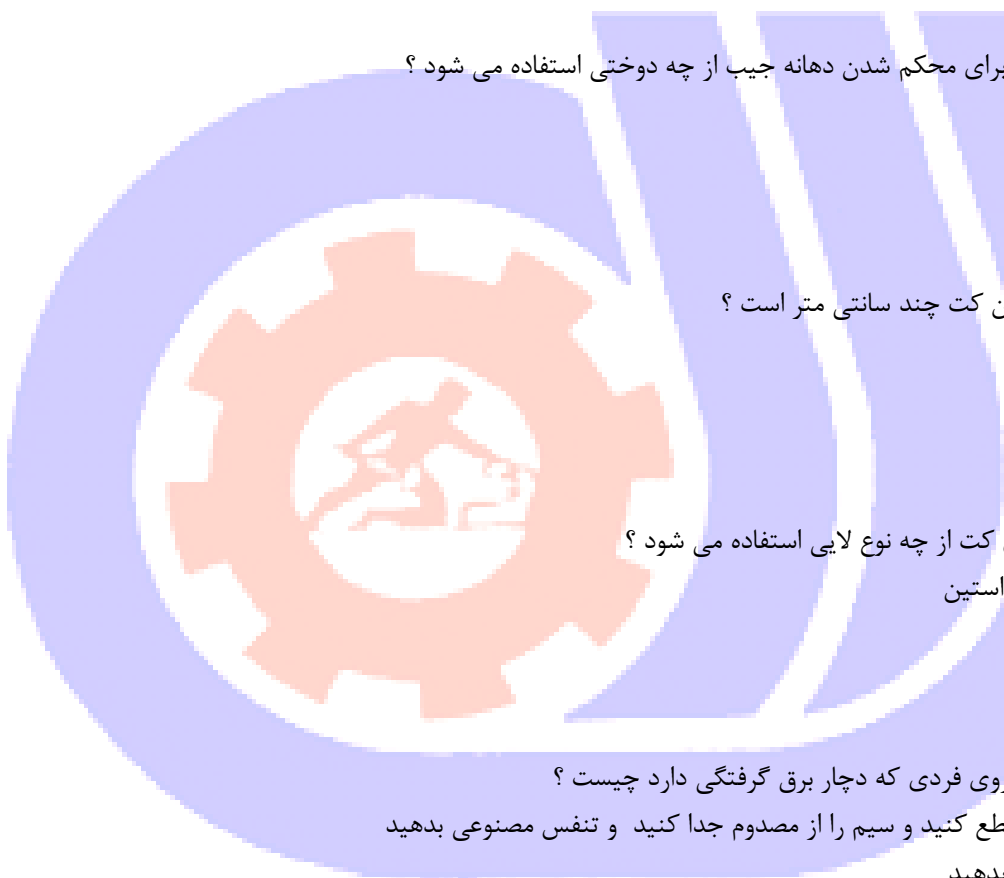 برای محکم شدن دهانه جیب از چه دوختی استفاده می شود ؟
کت چند سانتی متر است ؟
کت از چه نوع لایی استفاده می شود ؟
استین
روی فردی که دچار برق گرفتگی دارد چیست ؟
کنید و سیم را از مصدوم جدا کنید و تنفس مصنوعی بدهید
بدهید